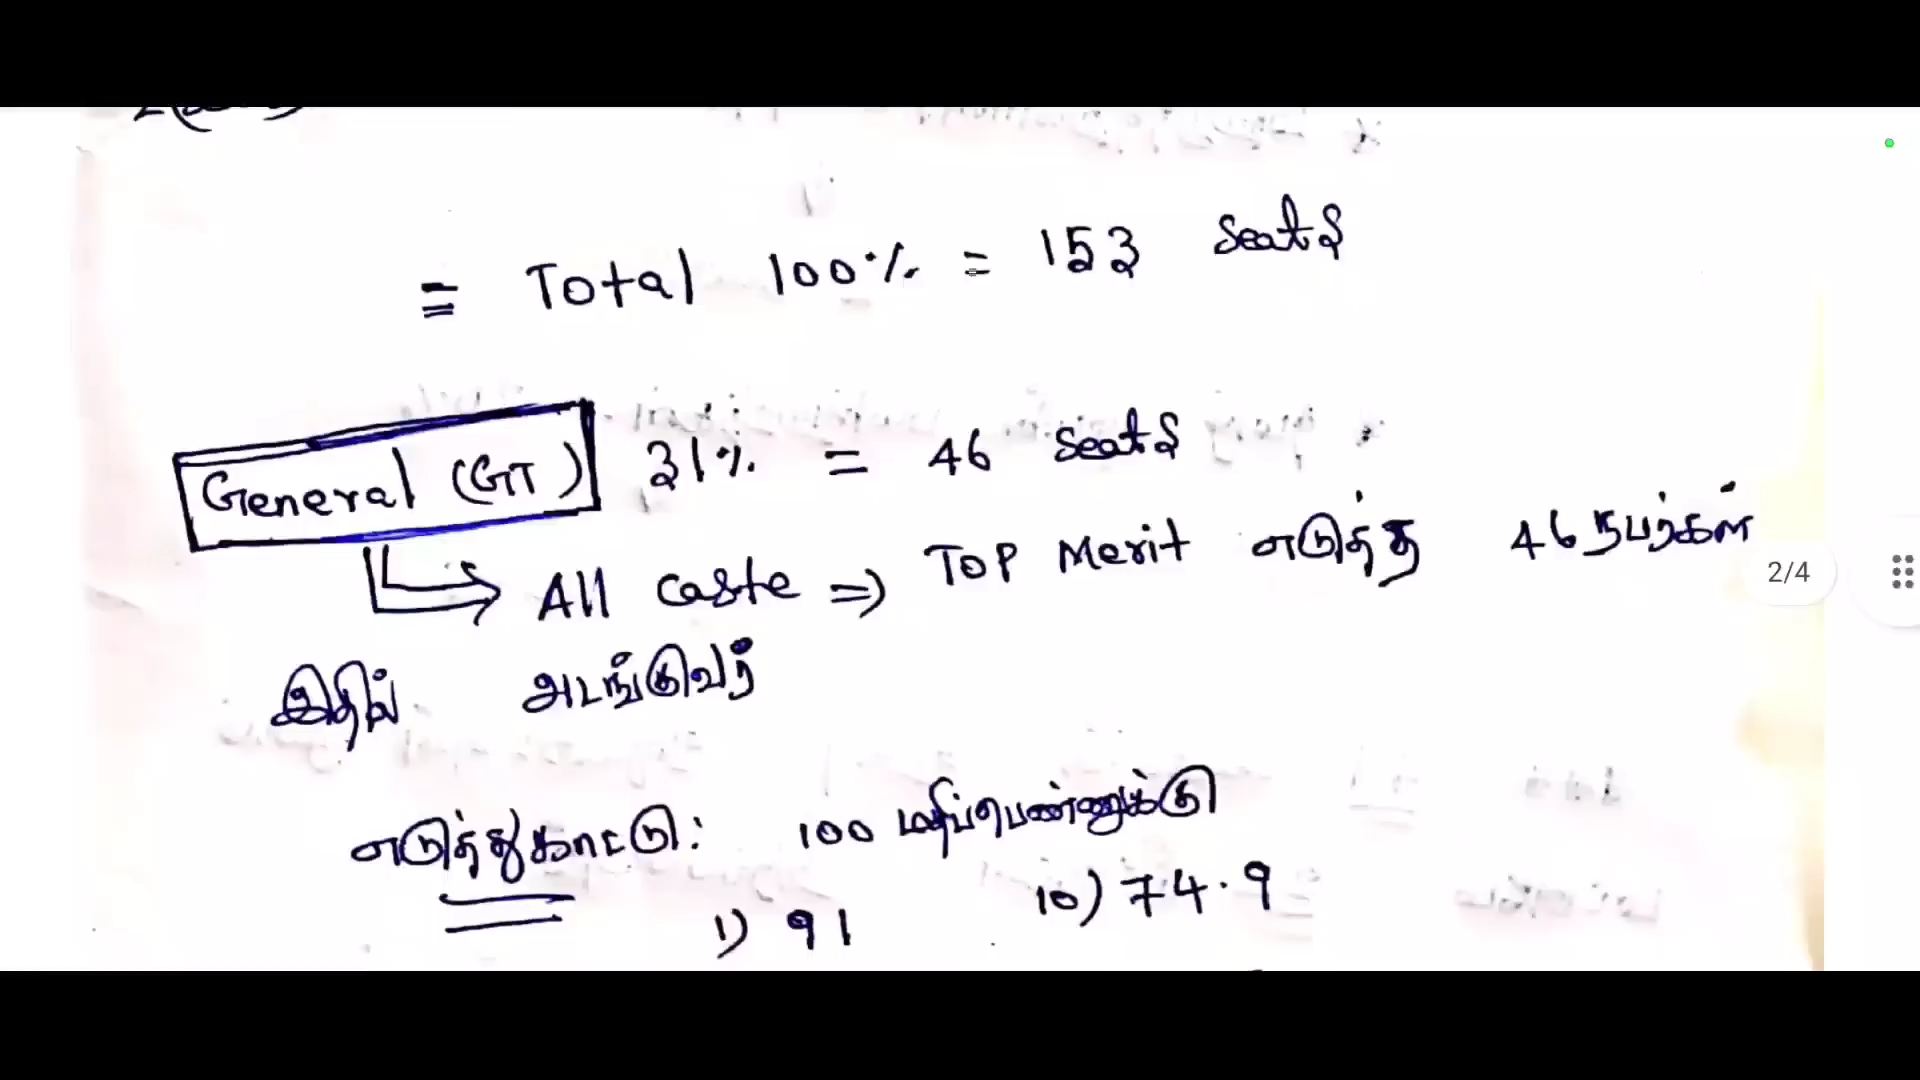 = Total 100% = 153 Seats
General (GT) 31% = 46 Seats
All Caste => Top Merit எடுத்த 46 நபர்கள்
இதில் அடங்குவர்
எடுத்துகாட்டு: 100 மதிப்பெண்ணுக்கு
1) 91 10) 74.9
2/4